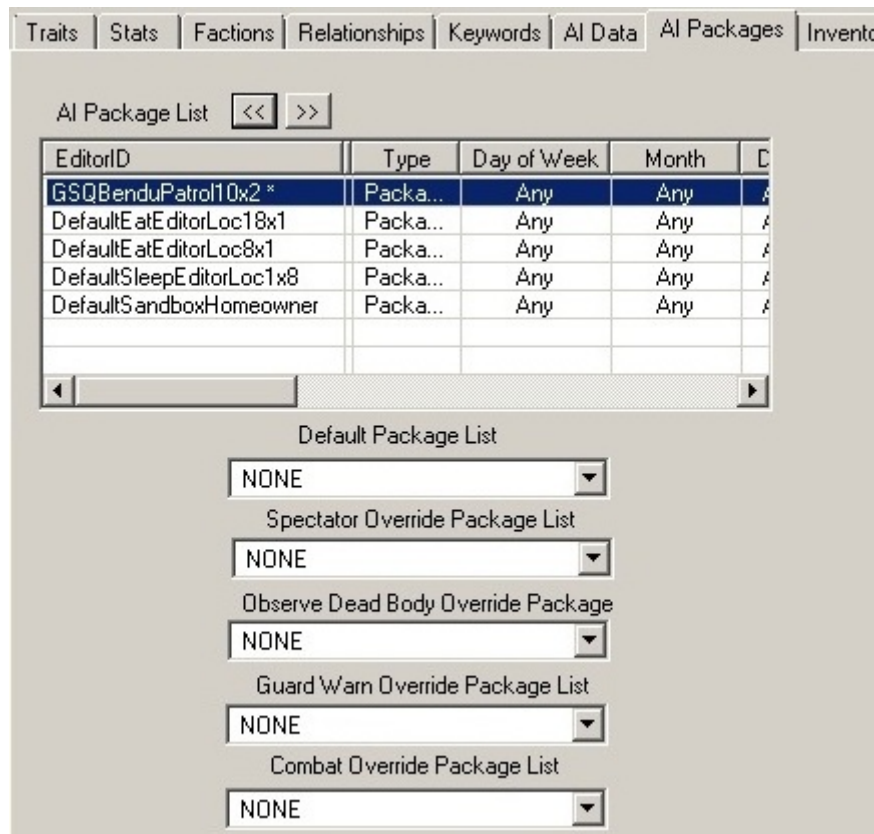 Traits Stats Factions Relationships Keywords AI Data AI Packages Invento
AI Package List << >>
EditorID Type Day of Week Month D
GSQBenduPatrol10x2 * Packa... Any Any A
DefaultEatEditorLoc18x1 Packa... Any Any A
DefaultEatEditorLoc8x1 Packa... Any Any A
DefaultSleepEditorLoc1x8 Packa... Any Any A
DefaultSandboxHomeowner Packa... Any Any A
Default Package List
NONE
Spectator Override Package List
NONE
Observe Dead Body Override Package
NONE
Guard Warn Override Package List
NONE
Combat Override Package List
NONE